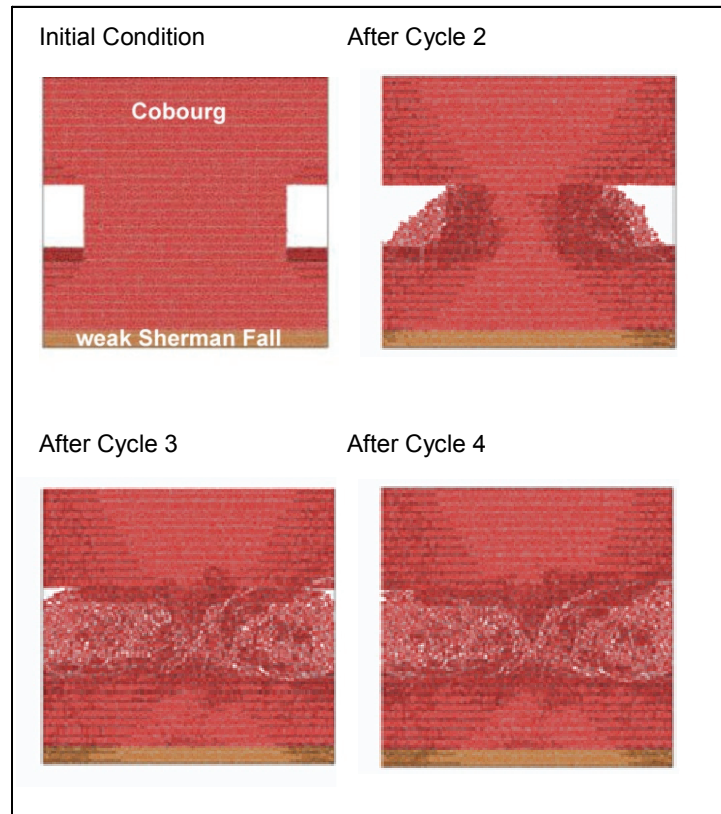 Initial Condition
After Cycle 2
Cobourg
weak Sherman Fall
After Cycle 3
After Cycle 4